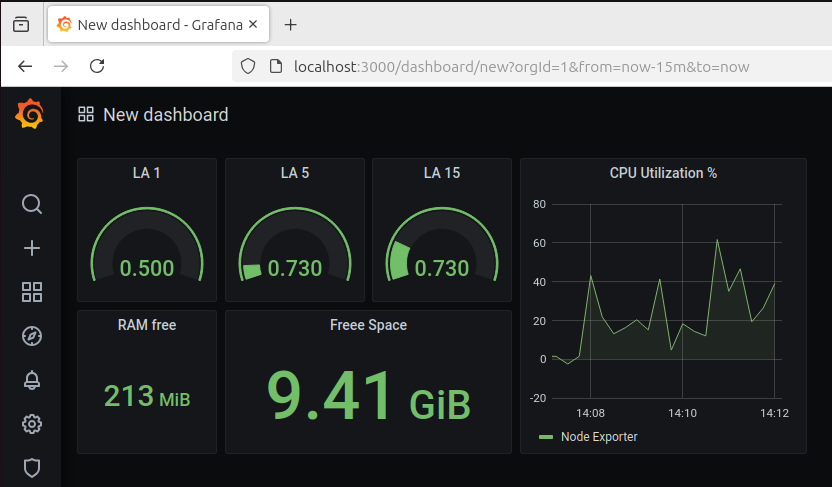 New dashboard - Grafana
localhost:3000/dashboard/new?orgId=1&from=now-15m&to=now
New dashboard
LA 1
0.500
LA 5
0.730
LA 15
0.730
CPU Utilization %
80
60
40
20
0
-20
14:08
14:10
14:12
Node Exporter
RAM free
213 MiB
Freee Space
9.41 GiB